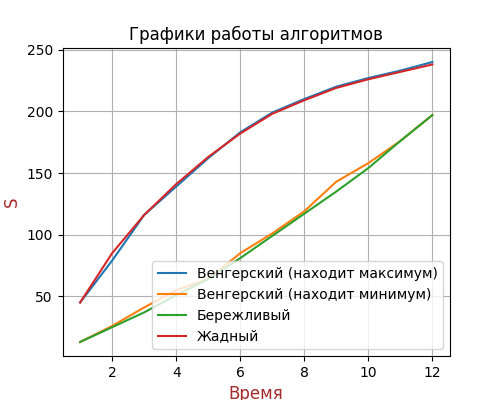 Графики работы алгоритмов
250
200
150
100
50
S
Венгерский (находит максимум)
Венгерский (находит минимум)
Бережливый
Жадный
2 4 6 8 10 12
Время